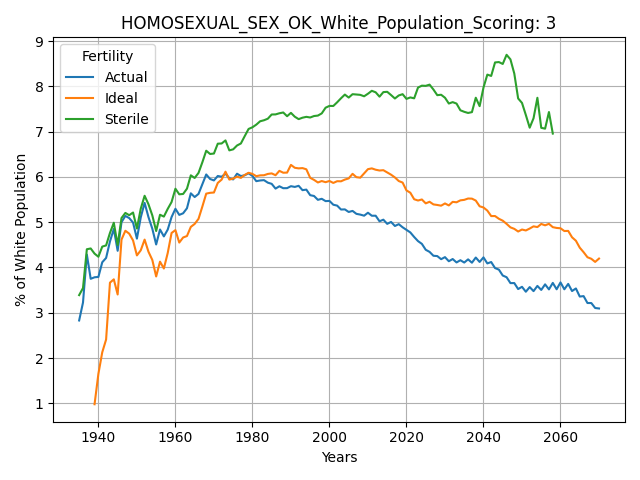 HOMOSEXUAL_SEX_OK_White_Population_Scoring: 3
Fertility
Actual
Ideal
Sterile
% of White Population
9
8
7
6
5
4
3
2
1
1940 1960 1980 2000 2020 2040 2060
Years